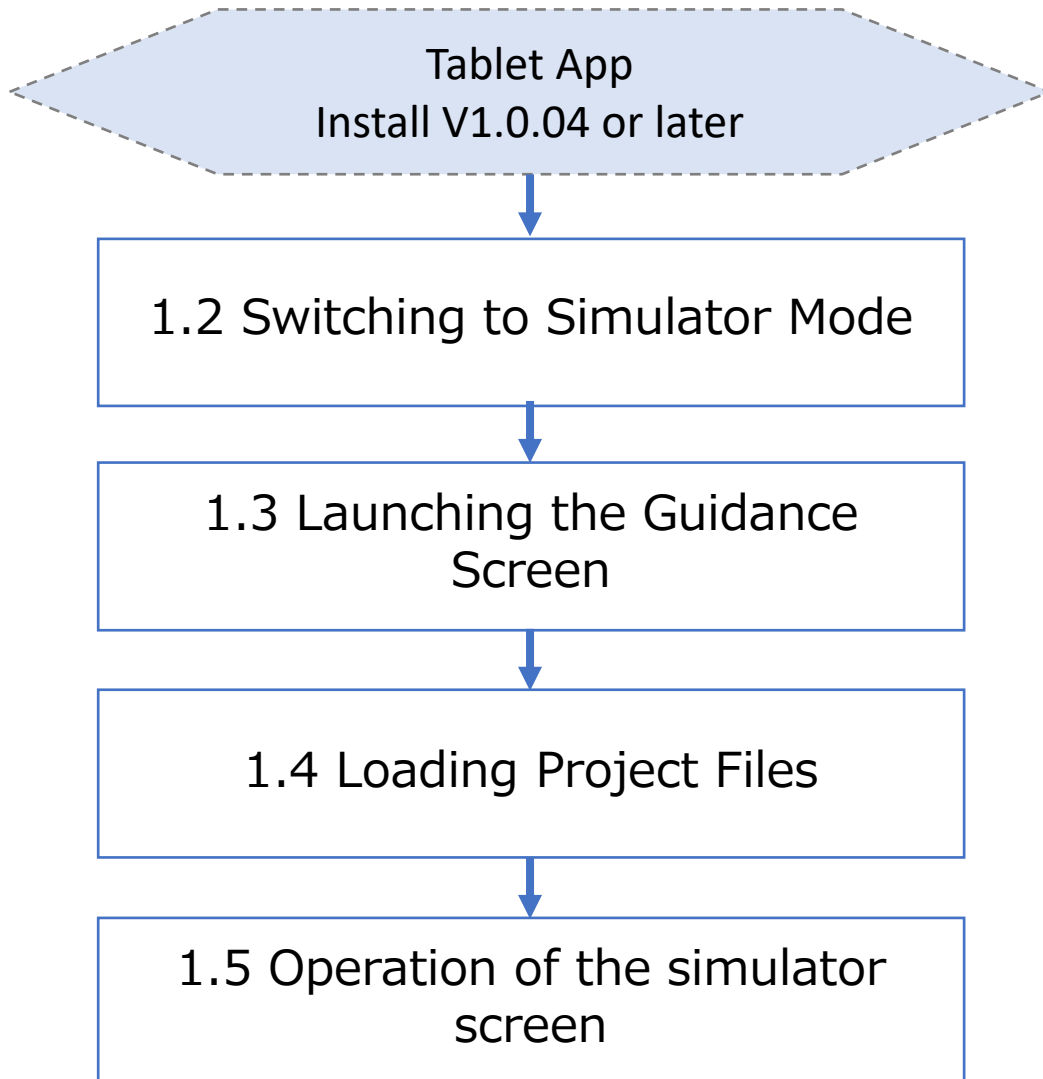 Tablet App
Install V1.0.04 or later
1.2 Switching to Simulator Mode
1.3 Launching the Guidance
Screen
1.4 Loading Project Files
1.5 Operation of the simulator
screen